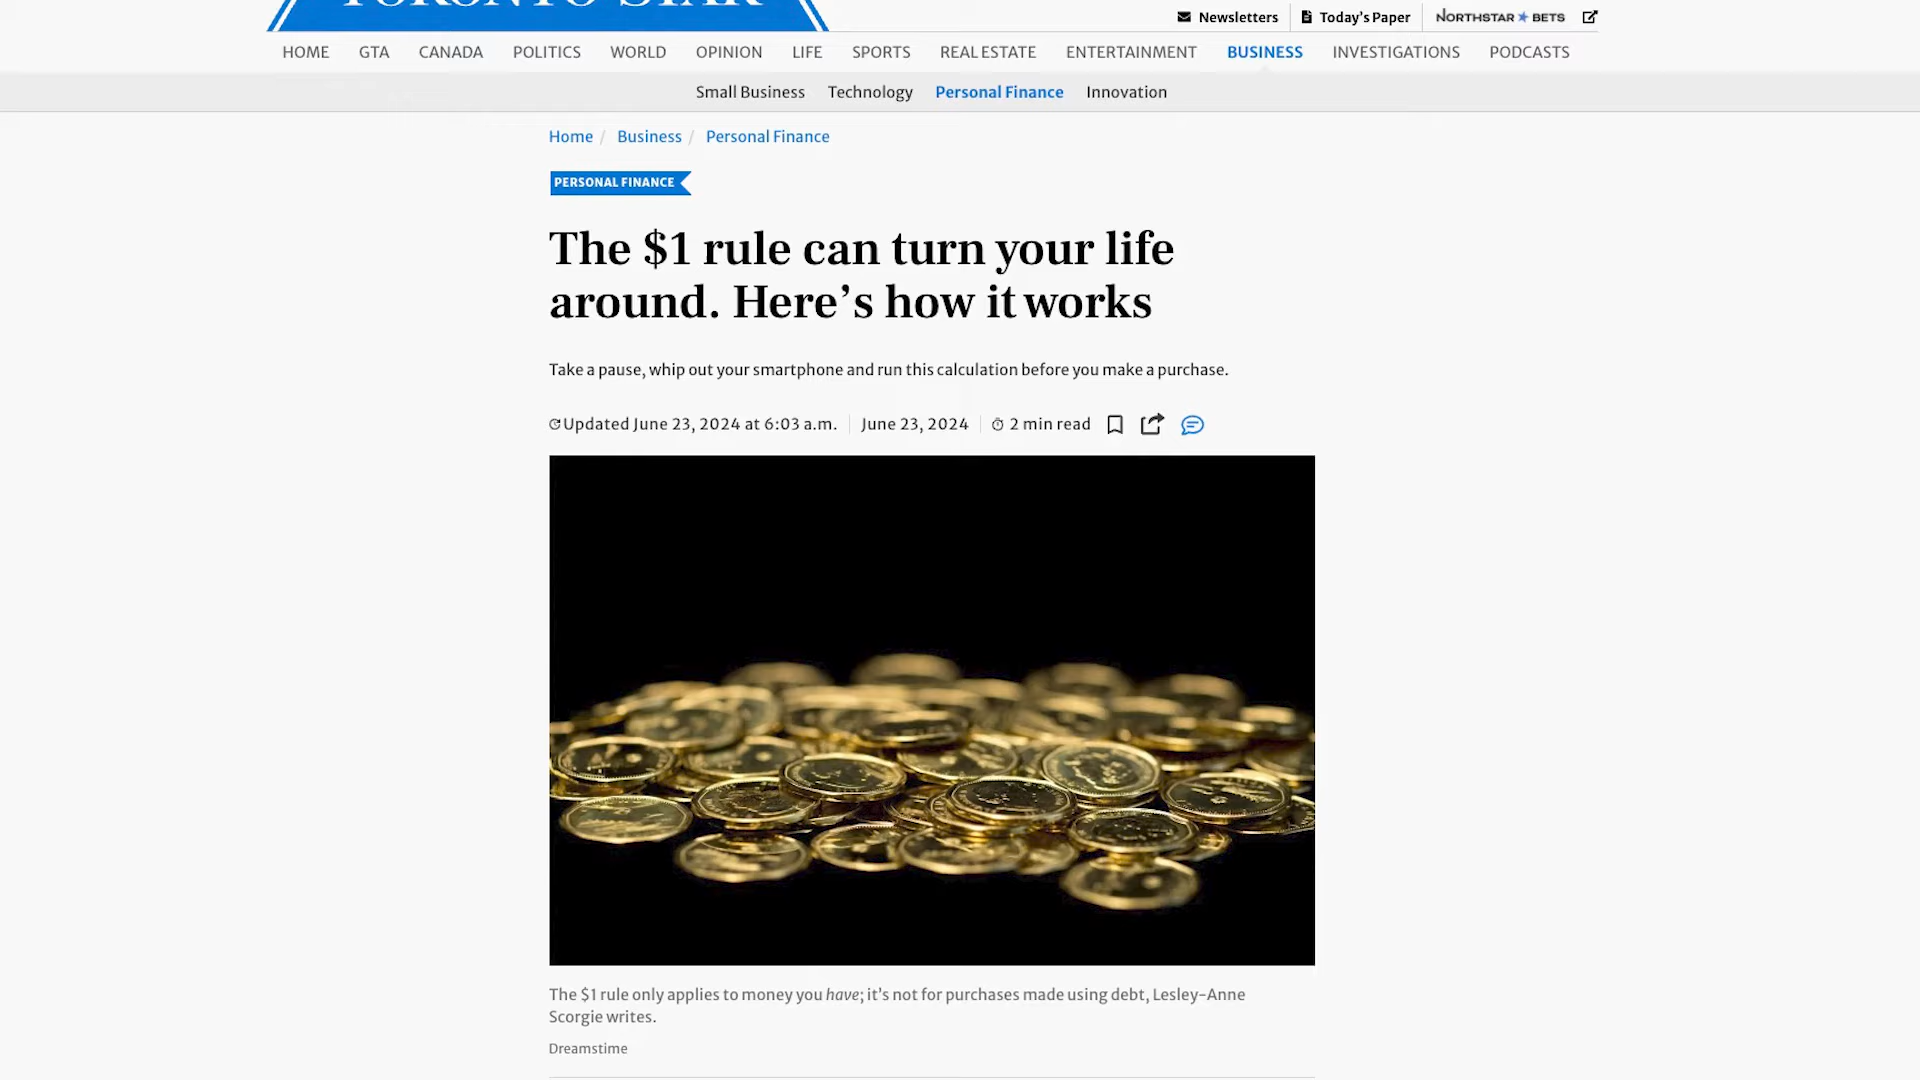 TORONTO STAR
Newsletters
Today's Paper
NORTHSTAR BETS
HOME GTA CANADA POLITICS WORLD OPINION LIFE SPORTS REAL ESTATE ENTERTAINMENT BUSINESS INVESTIGATIONS PODCASTS
Small Business Technology Personal Finance Innovation
Home / Business / Personal Finance
PERSONAL FINANCE
The $1 rule can turn your life
around. Here’s how it works
Take a pause, whip out your smartphone and run this calculation before you make a purchase.
Updated June 23, 2024 at 6:03 a.m. June 23, 2024 2 min read
The $1 rule only applies to money you have; it’s not for purchases made using debt, Lesley-Anne
Scorgie writes.
Dreamstime